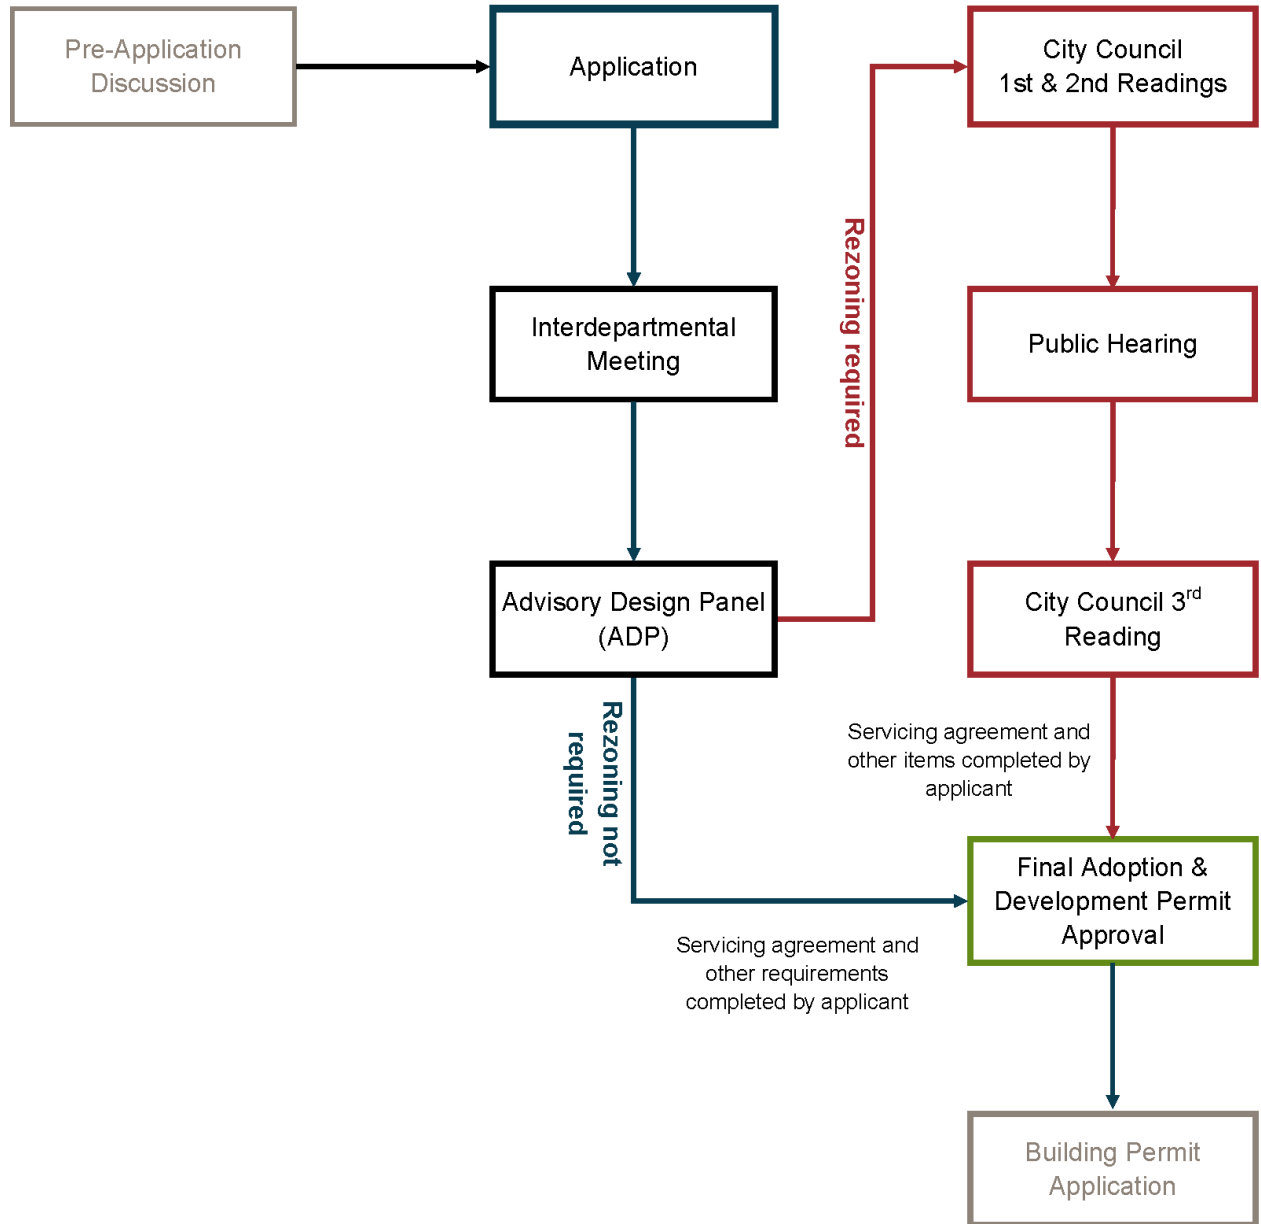 Pre-Application
Discussion
Application
City Council
1st & 2nd Readings
Rezoning required
Interdepartmental
Meeting
Public Hearing
Advisory Design Panel
(ADP)
City Council 3rd
Reading
Rezoning not
required
Servicing agreement and
other items completed by
applicant
Final Adoption &
Development Permit
Approval
Servicing agreement and
other requirements
completed by applicant
Building Permit
Application